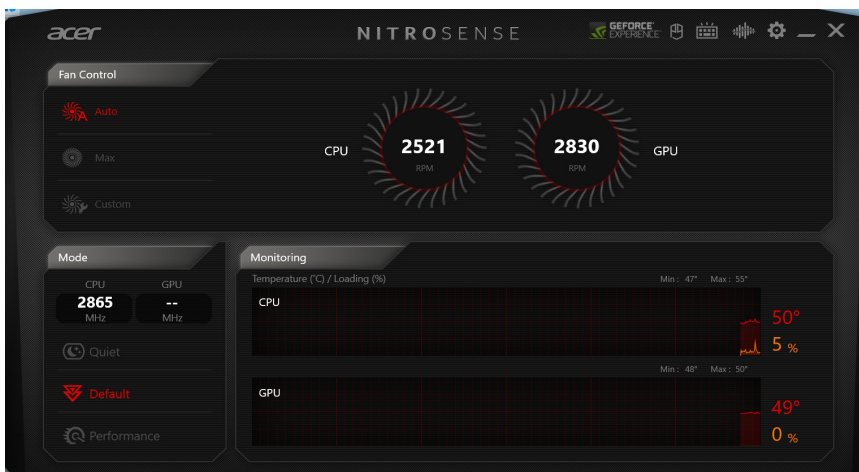 acer
NITROSENSE
GEFORCE EXPERIENCE
Fan Control
Auto
Max
Custom
CPU
2521
RPM
2830
RPM
GPU
Mode
CPU GPU
2865 --
MHz MHz
Quiet
Default
Performance
Monitoring
Temperature (°C) / Loading (%)
Min : 47° Max : 55°
CPU
50°
5 %
Min : 48° Max : 50°
GPU
49°
0 %